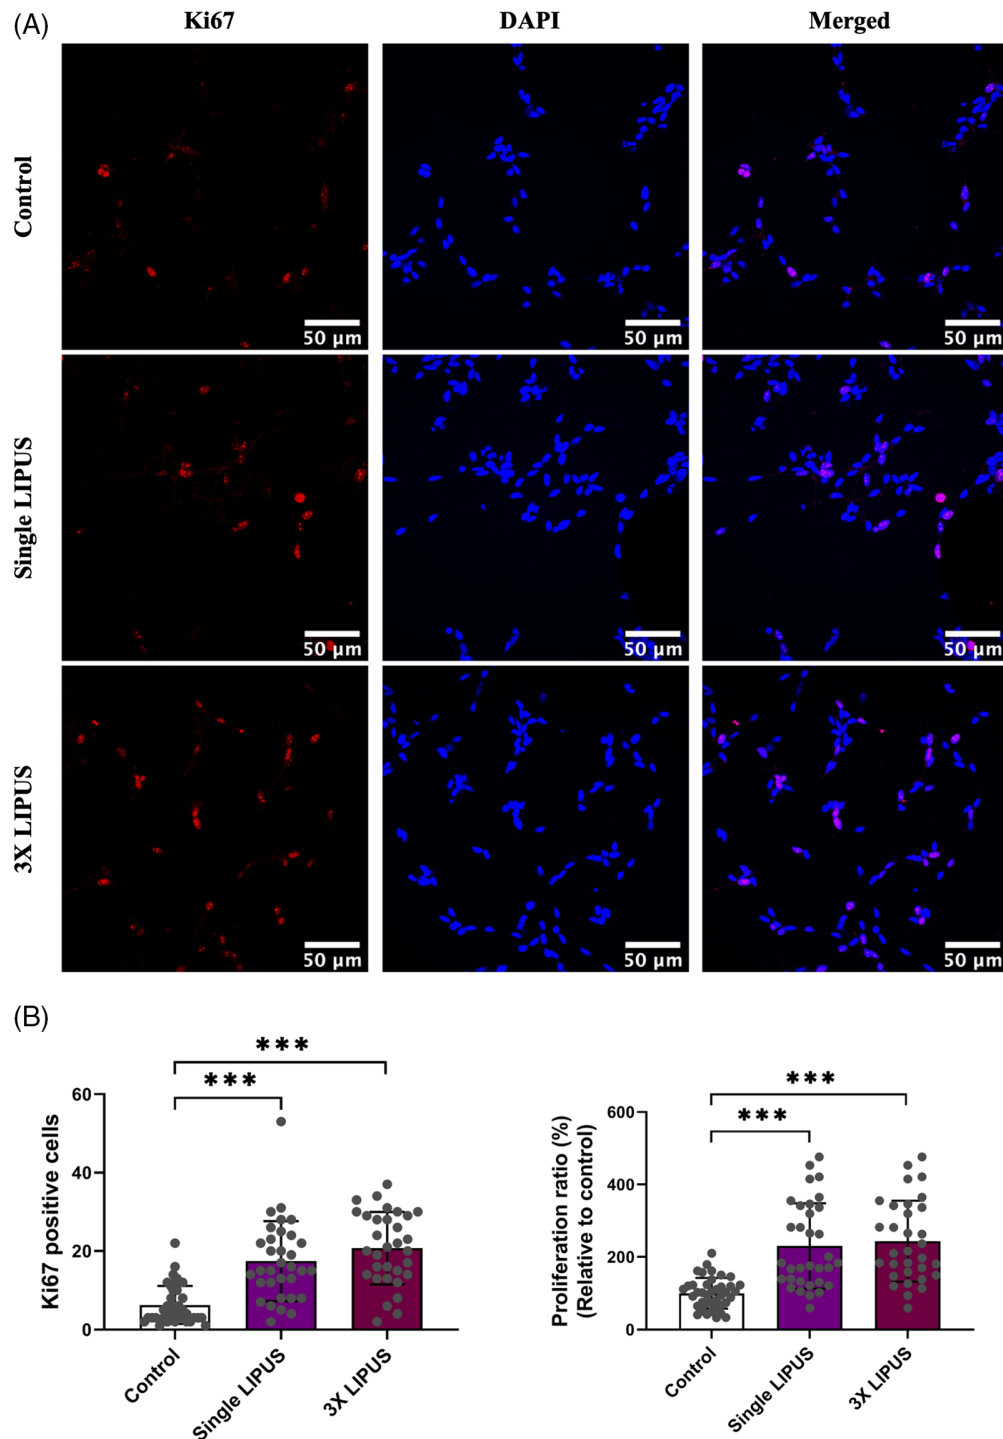 (A)
Ki67 DAPI Merged
Control
50 µm 50 µm 50 µm
Single LIPUS
50 µm 50 µm 50 µm
3X LIPUS
50 µm 50 µm 50 µm
(B)
***
***
Ki67 positive cells
60
40
20
0
Control
Single LIPUS
3X LIPUS
***
***
Proliferation ratio (%)
(Relative to control)
600
400
200
0
Control
Single LIPUS
3X LIPUS